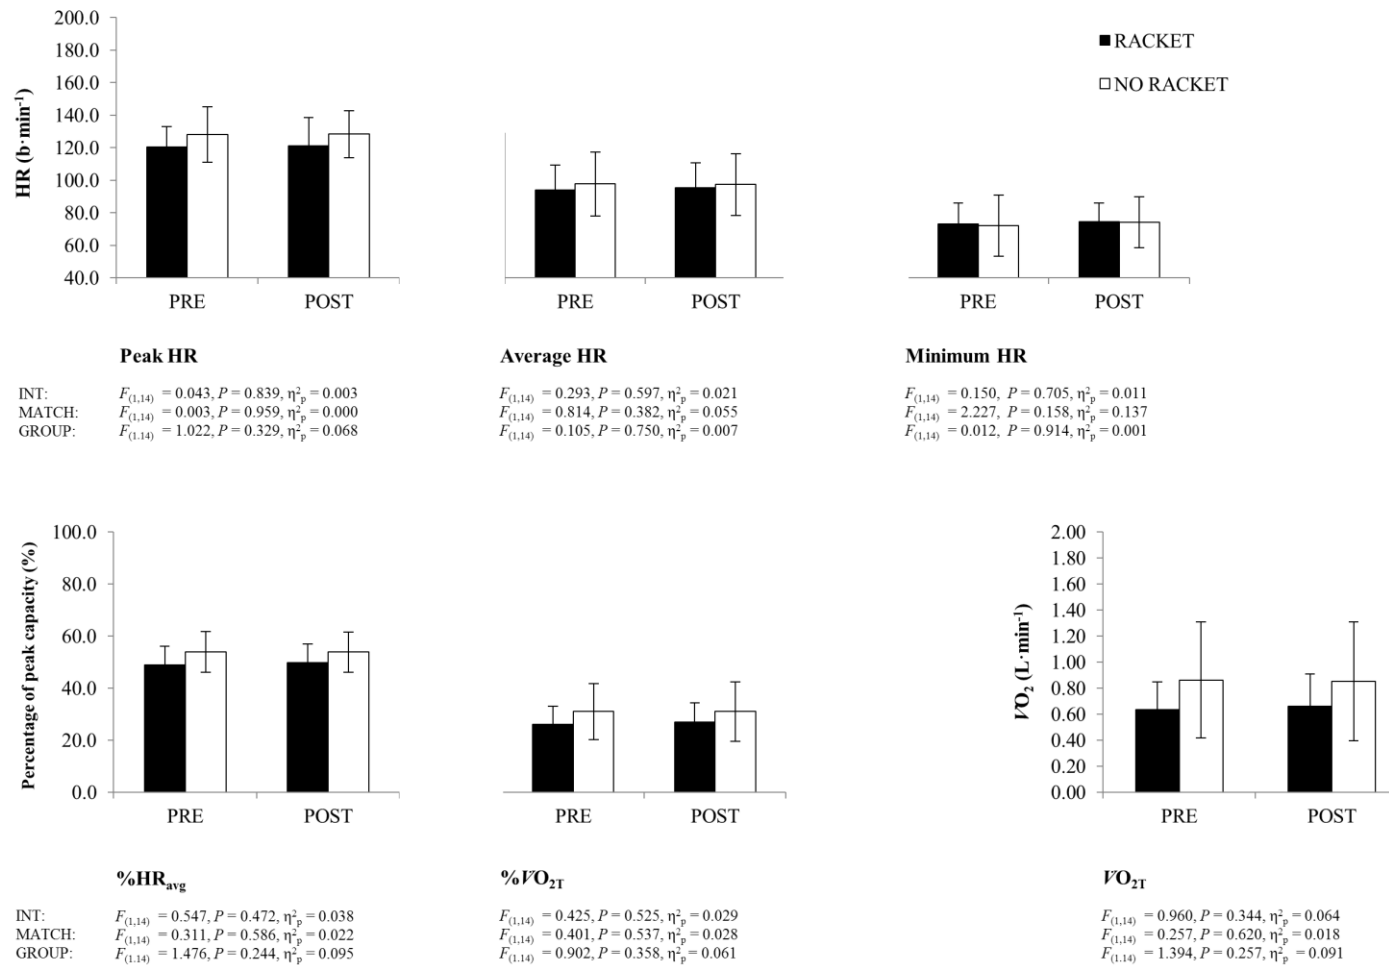 200.0
180.0
160.0
140.0
120.0
100.0
80.0
60.0
40.0
HR (b·min⁻¹)
RACKET
NO RACKET
PRE POST PRE POST PRE POST
Peak HR Average HR Minimum HR
INT: F(1,14) = 0.043, P = 0.839, η²p = 0.003 F(1,14) = 0.293, P = 0.597, η²p = 0.021 F(1,14) = 0.150, P = 0.705, η²p = 0.011
MATCH: F(1,14) = 0.003, P = 0.959, η²p = 0.000 F(1,14) = 0.814, P = 0.382, η²p = 0.055 F(1,14) = 2.227, P = 0.158, η²p = 0.137
GROUP: F(1.14) = 1.022, P = 0.329, η²p = 0.068 F(1,14) = 0.105, P = 0.750, η²p = 0.007 F(1,14) = 0.012, P = 0.914, η²p = 0.001
100.0
80.0
60.0
40.0
20.0
0.0
Percentage of peak capacity (%)
2.00
1.80
1.60
1.40
1.20
1.00
0.80
0.60
0.40
0.20
0.00
VO₂ (L·min⁻¹)
PRE POST PRE POST PRE POST
%HRavg %VO2T VO2T
INT: F(1,14) = 0.547, P = 0.472, η²p = 0.038 F(1,14) = 0.425, P = 0.525, η²p = 0.029 F(1,14) = 0.960, P = 0.344, η²p = 0.064
MATCH: F(1,14) = 0.311, P = 0.586, η²p = 0.022 F(1,14) = 0.401, P = 0.537, η²p = 0.028 F(1,14) = 0.257, P = 0.620, η²p = 0.018
GROUP: F(1.14) = 1.476, P = 0.244, η²p = 0.095 F(1.14) = 0.902, P = 0.358, η²p = 0.061 F(1.14) = 1.394, P = 0.257, η²p = 0.091